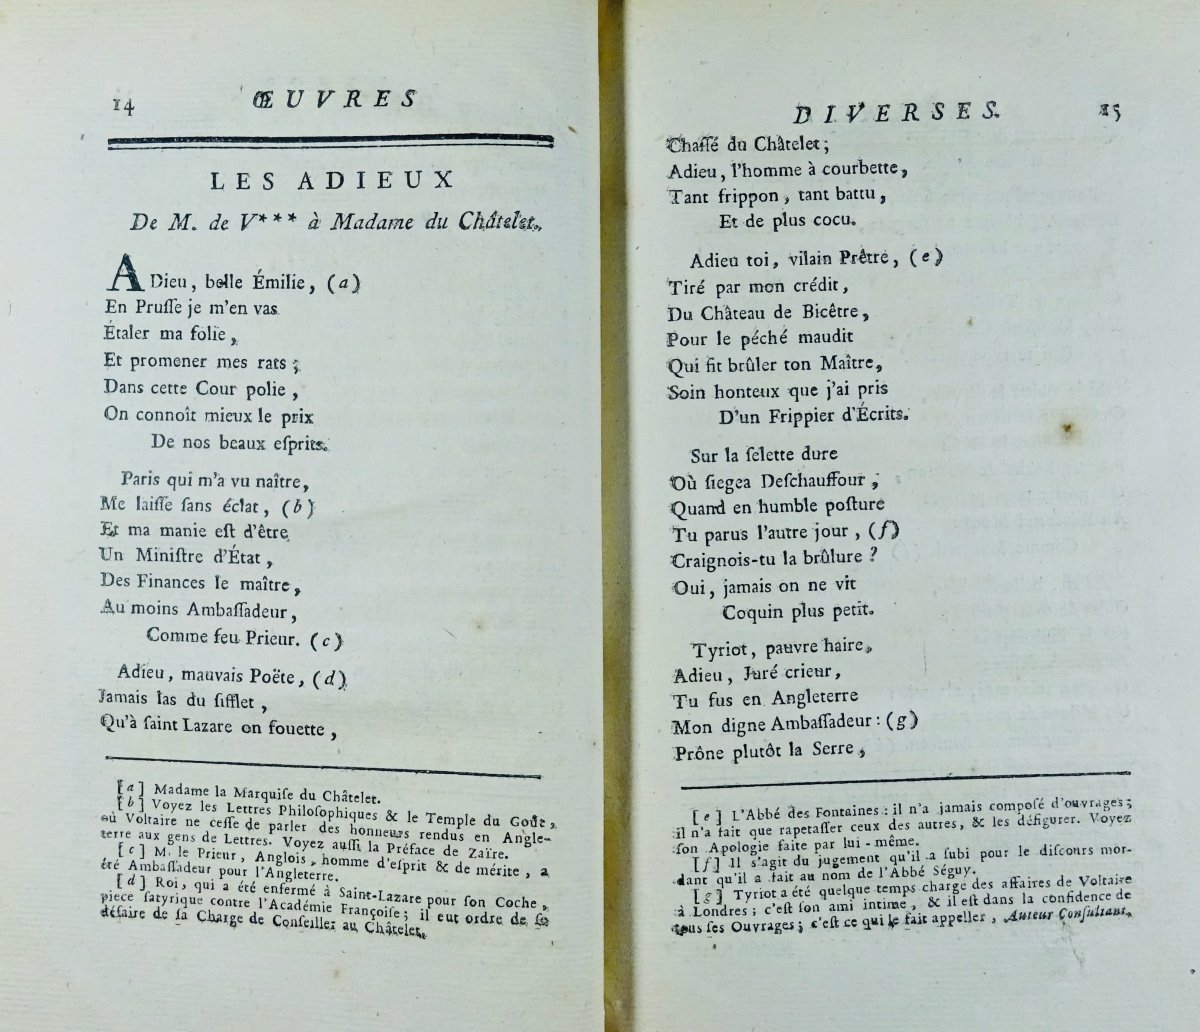 14 ŒUVRES
LES ADIEUX
De M. de V*** à Madame du Châtelet.
ADieu, belle Émilie, (a)
En Pruſſe je m'en vas
Étaler ma folie,
Et promener mes rats;
Dans cette Cour polie,
On connoît mieux le prix
De nos beaux eſprits.
Paris qui m'a vu naître,
Me laiſſe ſans éclat, (b)
Et ma manie eſt d'être
Un Miniſtre d'État,
Des Finances le maître,
Au moins Ambaſſadeur,
Comme feu Prieur. (c)
Adieu, mauvais Poëte, (d)
Jamais las du ſifflet,
Qu'à ſaint Lazare on fouette,
[a] Madame la Marquiſe du Châtelet.
[b] Voyez les Lettres Philoſophiques & le Temple du Goût,
où Voltaire ne ceſſe de parler des honneurs rendus en Angle-
terre aux gens de Lettres. Voyez auſſi la Préface de Zaïre.
[c] M. le Prieur, Anglois, homme d'eſprit & de mérite, a
été Ambaſſadeur pour l'Angleterre.
[d] Roi, qui a été enfermé à Saint-Lazare pour ſon Coche,
piece ſatyrique contre l'Académie Françoiſe; il eut ordre de ſe
défaire de ſa Charge de Conſeiller au Châtelet.
DIVERSES. 15
Chaſſé du Châtelet;
Adieu, l'homme à courbette,
Tant frippon, tant battu,
Et de plus cocu.
Adieu toi, vilain Prêtre, (e)
Tiré par mon crédit,
Du Château de Bicêtre,
Pour le péché maudit
Qui fit brûler ton Maître,
Soin honteux que j'ai pris
D'un Frippier d'Écrits.
Sur la ſelette dure
Où ſiegea Deſchauffour,
Quand en humble poſture
Tu parus l'autre jour, (f)
Craignois-tu la brûlure?
Oui, jamais on ne vit
Coquin plus petit.
Tyriot, pauvre haire,
Adieu, Juré crieur,
Tu fus en Angleterre
Mon digne Ambaſſadeur: (g)
Prône plutôt la Serre,
[e] L'Abbé des Fontaines: il n'a jamais compoſé d'ouvrages;
il n'a fait que rapetaſſer ceux des autres, & les défigurer. Voyez
ſon Apologie faite par lui-même.
[f] Il s'agit du jugement qu'il a ſubi pour le diſcours mor-
dant qu'il a fait au nom de l'Abbé Séguy.
[g] Tyriot a été quelque temps chargé des affaires de Voltaire
à Londres; c'eſt ſon ami intime, & il eſt dans la confidence de
tous ſes Ouvrages; c'eſt ce qui le fait appeller, Auteur Conſultant.